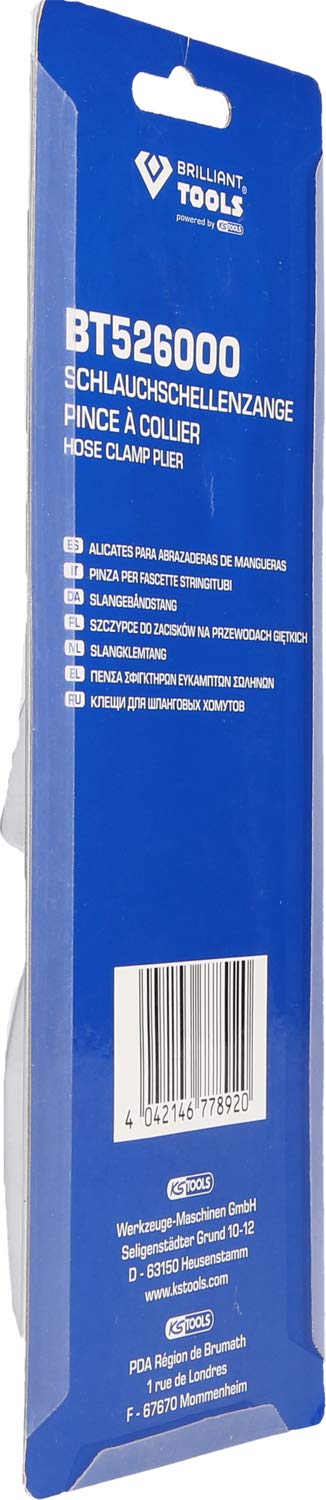 BRILLIANT
TOOLS®
powered by KSTOOLS
BT526000
SCHLAUCHSCHELLENZANGE
PINCE À COLLIER
HOSE CLAMP PLIER
ES ALICATES PARA ABRAZADERAS DE MANGUERAS
IT PINZA PER FASCETTE STRINGITUBI
DA SLANGEBÅNDSTANG
PL SZCZYPCE DO ZACISKÓW NA PRZEWODACH GIĘTKICH
NL SLANGKLEMTANG
EL ΠΕΝΣΑ ΣΦΙΓΚΤΗΡΩΝ ΕΥΚΑΜΠΤΩΝ ΣΩΛΗΝΩΝ
RU КЛЕЩИ ДЛЯ ШЛАНГОВЫХ ХОМУТОВ
4 042146 778920
KSTOOLS
Werkzeuge-Maschinen GmbH
Seligenstädter Grund 10-12
D - 63150 Heusenstamm
www.kstools.com
KSTOOLS
PDA Région de Brumath
1 rue de Londres
F - 67670 Mommenheim